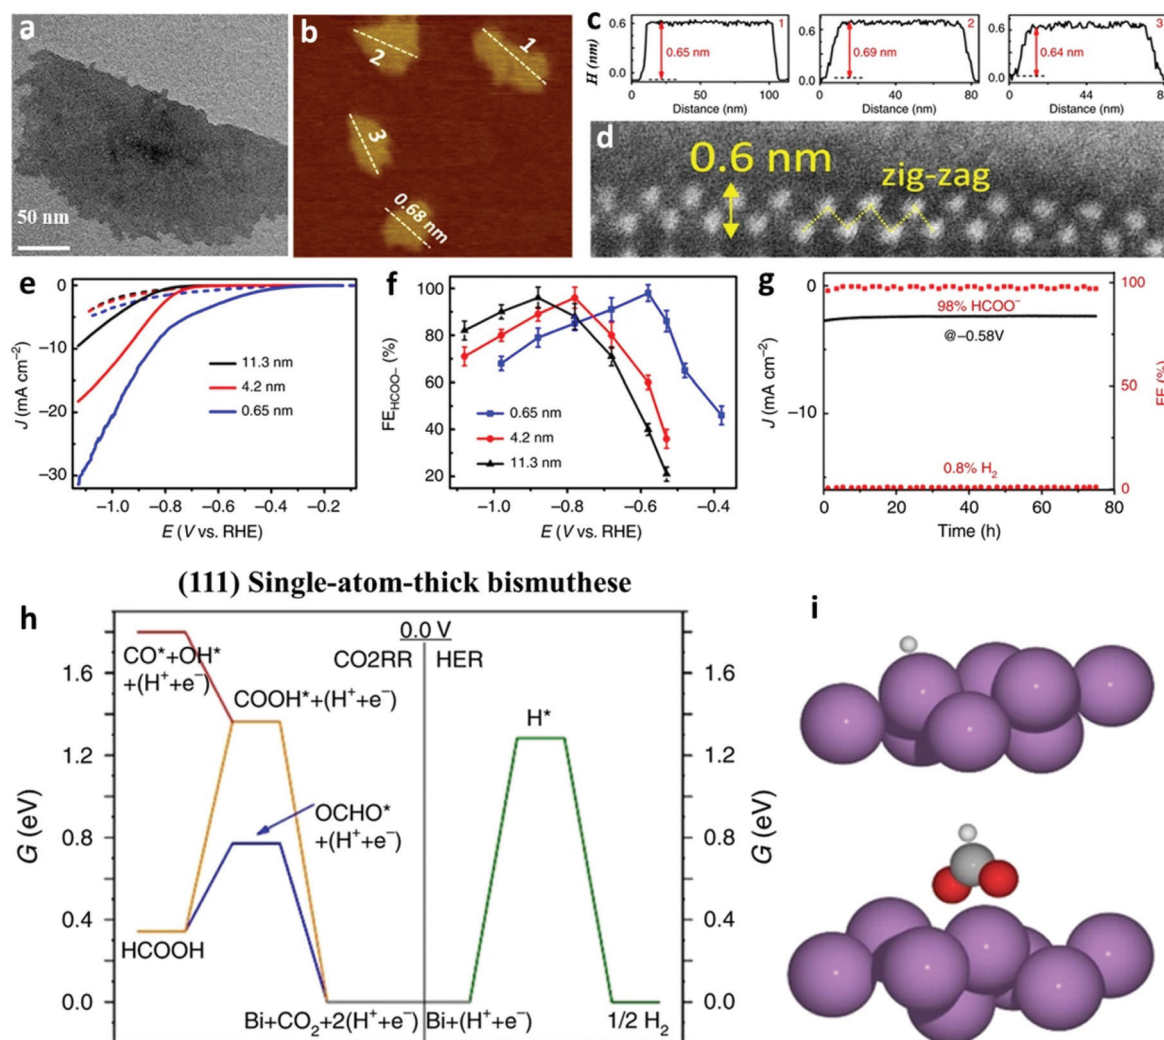 a
50 nm
b
1
2
3
0.68 nm
c
H (nm)
0.6
0.3
0.0
0.65 nm
1
0
50
100
Distance (nm)
0.6
0.3
0.0
0.69 nm
2
0
40
80
Distance (nm)
0.6
0.3
0.0
0.64 nm
3
0
44
Distance (nm)
d
0.6 nm
zig-zag
e
J (mA cm⁻²)
0
−10
−20
−30
11.3 nm
4.2 nm
0.65 nm
−1.0
−0.8
−0.6
−0.4
−0.2
E (V vs. RHE)
f
FE_HCOO− (%)
100
80
60
40
20
0.65 nm
4.2 nm
11.3 nm
−1.0
−0.8
−0.6
−0.4
E (V vs. RHE)
g
J (mA cm⁻²)
0
−10
98% HCOO⁻
@−0.58V
0.8% H₂
100
50
0
(%)
0
20
40
60
80
Time (h)
(111) Single-atom-thick bismuthese
h
G (eV)
1.6
1.2
0.8
0.4
0.0
0.0 V
CO2RR
HER
CO*+OH*
+(H⁺+e⁻)
COOH*+(H⁺+e⁻)
OCHO*
+(H⁺+e⁻)
HCOOH
Bi+CO₂+2(H⁺+e⁻)
H*
Bi+(H⁺+e⁻)
1/2 H₂
1.6
1.2
0.8
0.4
0.0
G (eV)
i